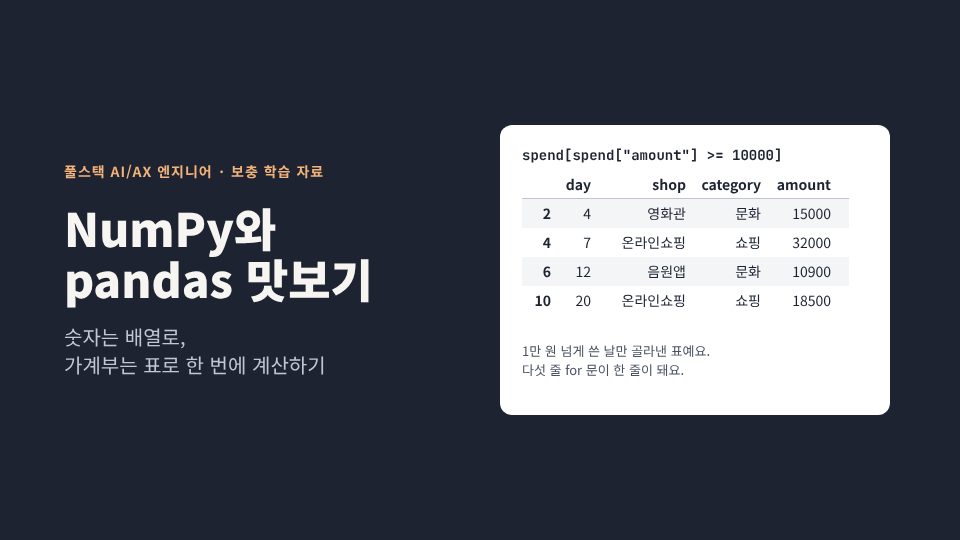 풀스택 AI/AX 엔지니어 · 보충 학습 자료
NumPy와
pandas 맛보기
숫자는 배열로,
가계부는 표로 한 번에 계산하기
spend[spend["amount"] >= 10000]
day shop category amount
2 4 영화관 문화 15000
4 7 온라인쇼핑 쇼핑 32000
6 12 음원앱 문화 10900
10 20 온라인쇼핑 쇼핑 18500
1만 원 넘게 쓴 날만 골라낸 표예요.
다섯 줄 for 문이 한 줄이 돼요.